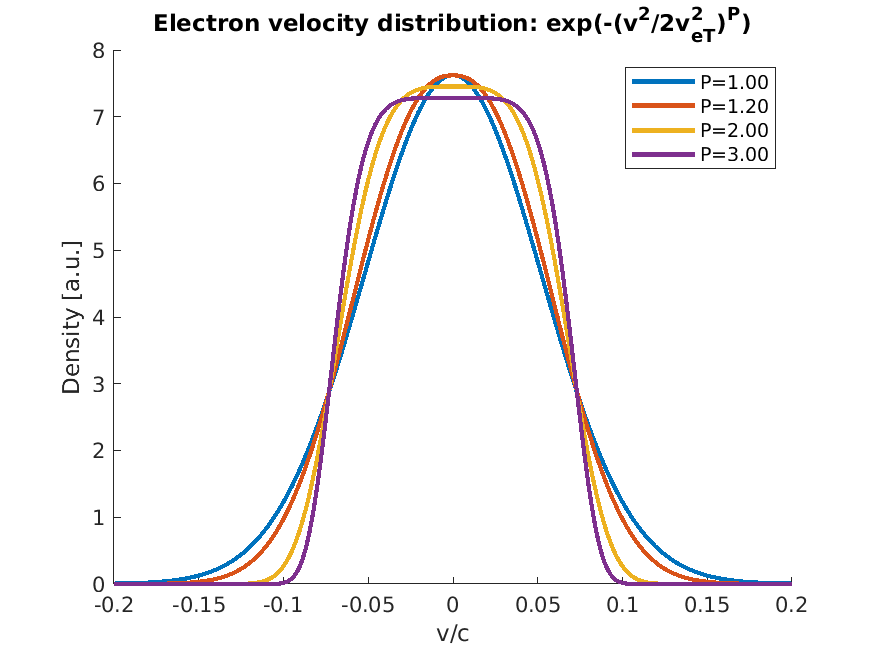 Electron velocity distribution: exp(-(v²/2v²eT)ᴾ)
8
7
6
5
4
3
2
1
0
Density [a.u.]
P=1.00
P=1.20
P=2.00
P=3.00
-0.2 -0.15 -0.1 -0.05 0 0.05 0.1 0.15 0.2
v/c